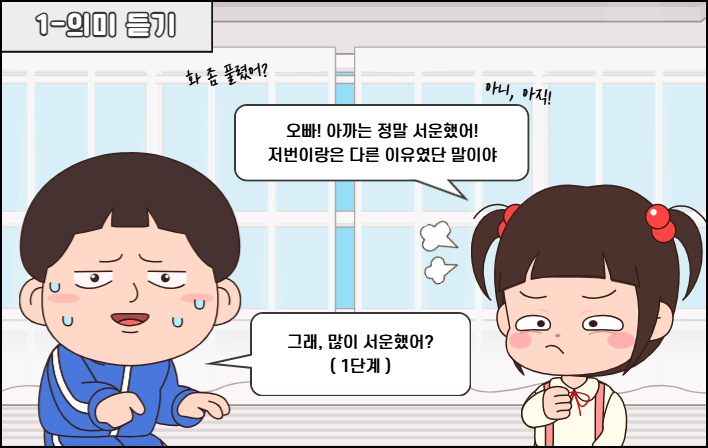 1-의미 듣기
화 좀 풀렸어?
아니, 아직!
오빠! 아까는 정말 서운했어!
저번이랑은 다른 이유였단 말이야
그래, 많이 서운했어?
( 1단계 )